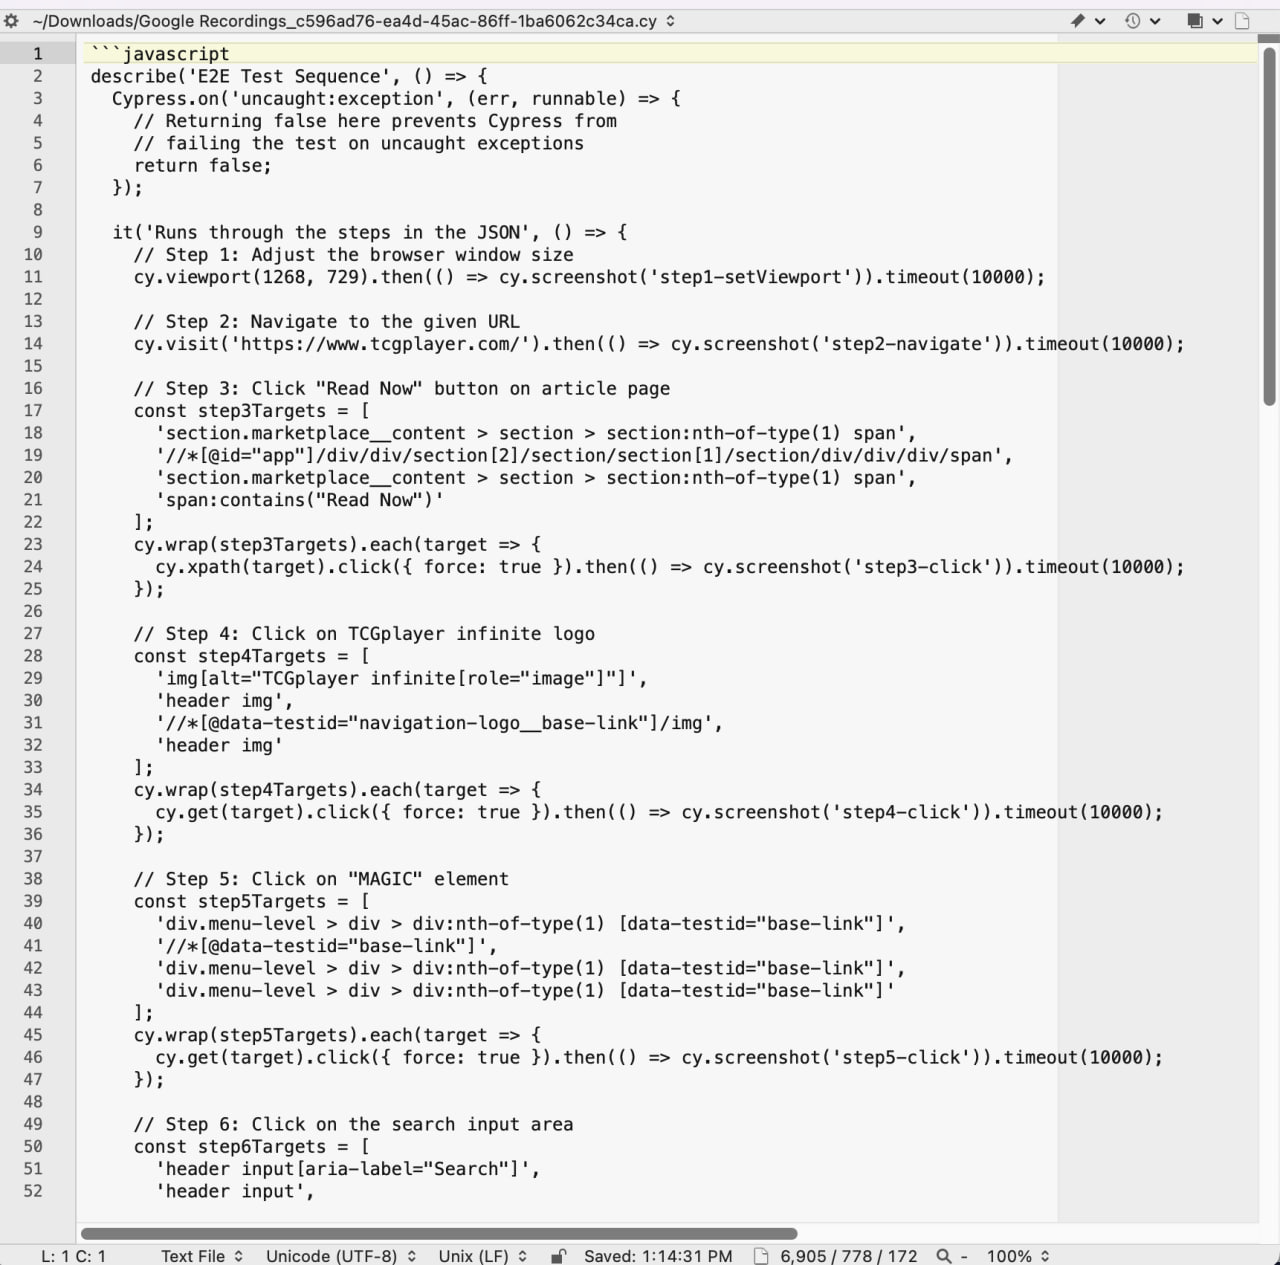 ~/Downloads/Google Recordings_c596ad76-ea4d-45ac-86ff-1ba6062c34ca.cy
1 ```javascript
2 describe('E2E Test Sequence', () => {
3   Cypress.on('uncaught:exception', (err, runnable) => {
4     // Returning false here prevents Cypress from
5     // failing the test on uncaught exceptions
6     return false;
7   });
8
9   it('Runs through the steps in the JSON', () => {
10     // Step 1: Adjust the browser window size
11     cy.viewport(1268, 729).then(() => cy.screenshot('step1-setViewport')).timeout(10000);
12
13     // Step 2: Navigate to the given URL
14     cy.visit('https://www.tcgplayer.com/').then(() => cy.screenshot('step2-navigate')).timeout(10000);
15
16     // Step 3: Click "Read Now" button on article page
17     const step3Targets = [
18       'section.marketplace__content > section > section:nth-of-type(1) span',
19       '//*[@id="app"]/div/div/section[2]/section/section[1]/section/div/div/div/span',
20       'section.marketplace__content > section > section:nth-of-type(1) span',
21       'span:contains("Read Now")'
22     ];
23     cy.wrap(step3Targets).each(target => {
24       cy.xpath(target).click({ force: true }).then(() => cy.screenshot('step3-click')).timeout(10000);
25     });
26
27     // Step 4: Click on TCGplayer infinite logo
28     const step4Targets = [
29       'img[alt="TCGplayer infinite[role="image"]"]',
30       'header img',
31       '//*[@data-testid="navigation-logo__base-link"]/img',
32       'header img'
33     ];
34     cy.wrap(step4Targets).each(target => {
35       cy.get(target).click({ force: true }).then(() => cy.screenshot('step4-click')).timeout(10000);
36     });
37
38     // Step 5: Click on "MAGIC" element
39     const step5Targets = [
40       'div.menu-level > div > div:nth-of-type(1) [data-testid="base-link"]',
41       '//*[@data-testid="base-link"]',
42       'div.menu-level > div > div:nth-of-type(1) [data-testid="base-link"]',
43       'div.menu-level > div > div:nth-of-type(1) [data-testid="base-link"]'
44     ];
45     cy.wrap(step5Targets).each(target => {
46       cy.get(target).click({ force: true }).then(() => cy.screenshot('step5-click')).timeout(10000);
47     });
48
49     // Step 6: Click on the search input area
50     const step6Targets = [
51       'header input[aria-label="Search"]',
52       'header input',
L: 1 C: 1 Text File Unicode (UTF-8) Unix (LF) Saved: 1:14:31 PM 6,905 / 778 / 172 - 100%